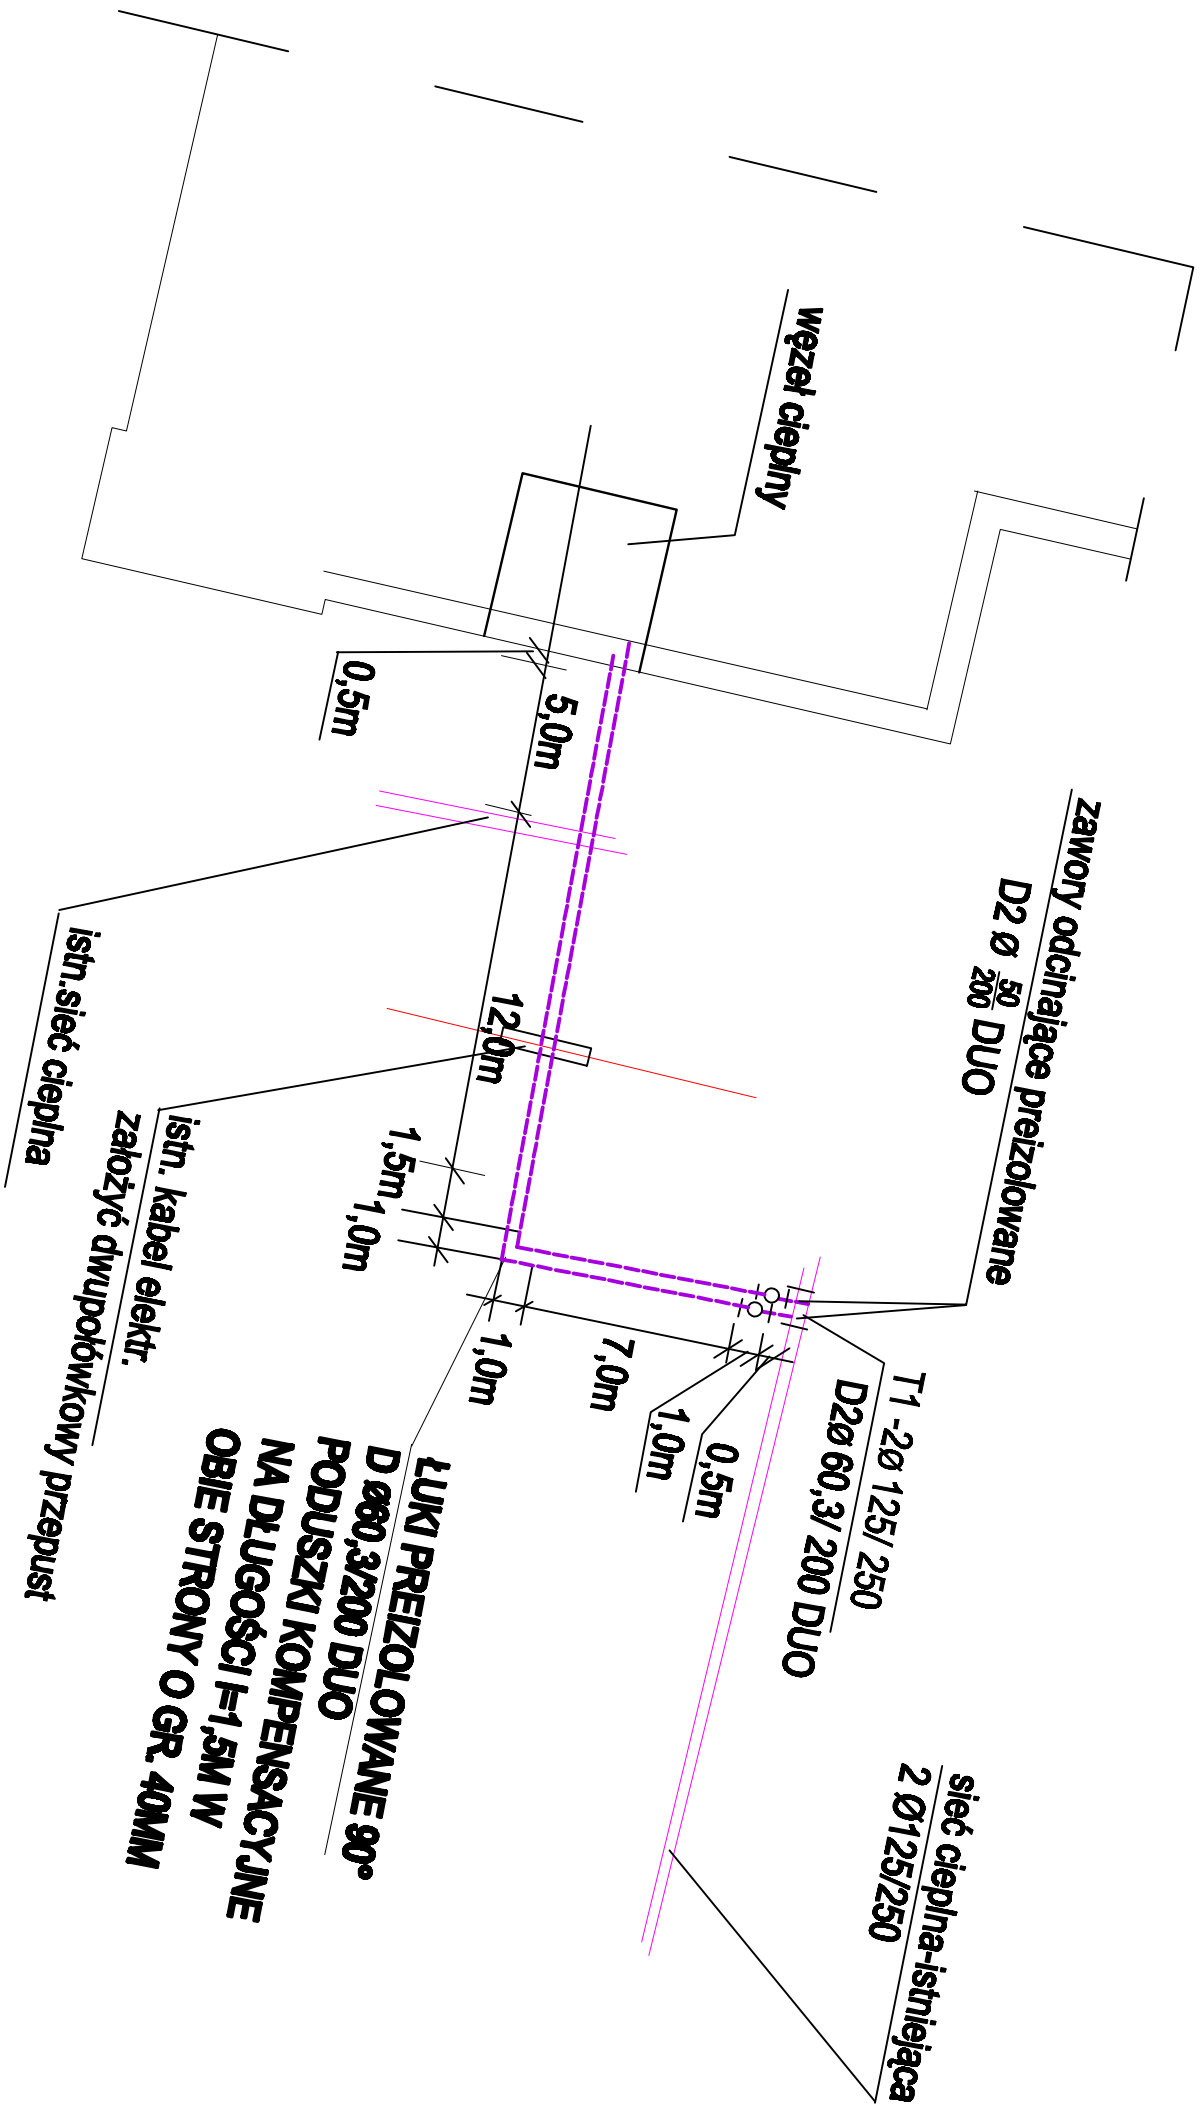 węzeł cieplny
zawory odcinające preizolowane
D2 Ø 50/200 DUO
0,5m
5,0m
istn.sieć cieplna
12,0m
istn. kabel elektr.
założyć dwupołówkowy przepust
1,5m
1,0m
1,0m
7,0m
1,0m
0,5m
T1 -2Ø 125/ 250
D2Ø 60,3/ 200 DUO
ŁUKI PREIZOLOWANE 90°
D Ø60,3/200 DUO
PODUSZKI KOMPENSACYJNE
NA DŁUGOŚCI l=1,5M W
OBIE STRONY O GR. 40MM
sieć cieplna-istniejąca
2 Ø125/250